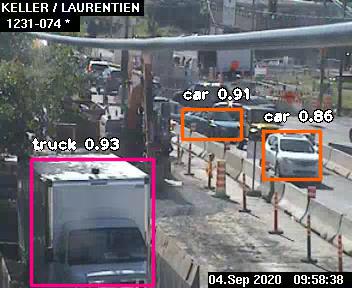 KELLER / LAURENTIEN
1231-074 *
car 0.91
car 0.86
truck 0.93
04.Sep 2020 09:58:38